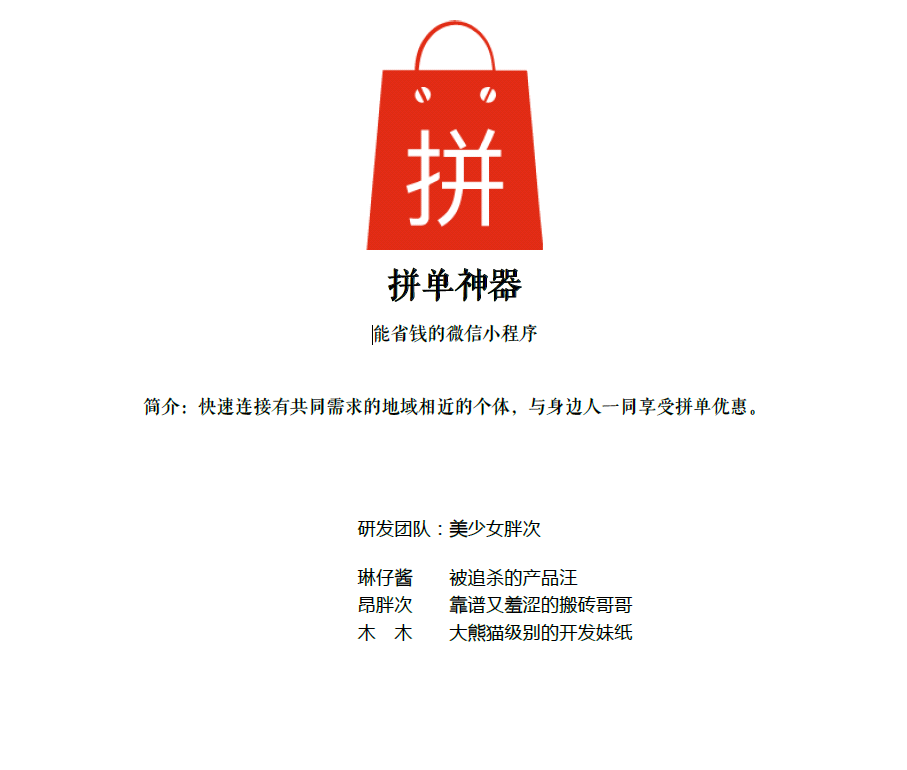 拼
拼单神器
能省钱的微信小程序
简介：快速连接有共同需求的地域相近的个体，与身边人一同享受拼单优惠。
研发团队：美少女胖次
琳仔酱 被追杀的产品汪
昂胖次 靠谱又羞涩的搬砖哥哥
木 木 大熊猫级别的开发妹纸